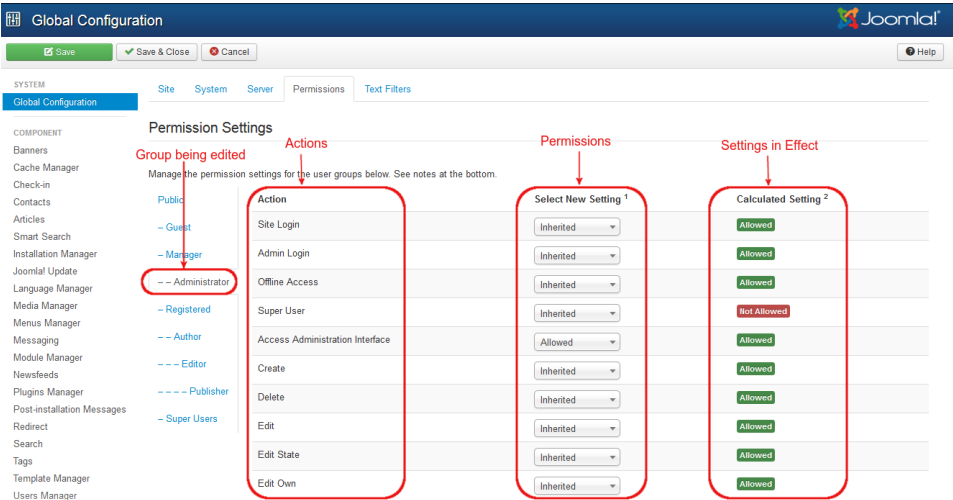 Global Configuration
Joomla!
Save
Save & Close
Cancel
Help
SYSTEM
Global Configuration
COMPONENT
Banners
Cache Manager
Check-in
Contacts
Articles
Smart Search
Installation Manager
Joomla! Update
Language Manager
Media Manager
Menus Manager
Messaging
Module Manager
Newsfeeds
Plugins Manager
Post-installation Messages
Redirect
Search
Tags
Template Manager
Users Manager
Site System Server Permissions Text Filters
Permission Settings
Group being edited
Actions
Permissions
Settings in Effect
Manage the permission settings for the user groups below. See notes at the bottom.
Public
– Guest
– Manager
– – Administrator
– Registered
– – Author
– – – Editor
– – – – Publisher
– Super Users
Action Select New Setting 1 Calculated Setting 2
Site Login Inherited Allowed
Admin Login Inherited Allowed
Offline Access Inherited Allowed
Super User Inherited Not Allowed
Access Administration Interface Allowed Allowed
Create Inherited Allowed
Delete Inherited Allowed
Edit Inherited Allowed
Edit State Inherited Allowed
Edit Own Inherited Allowed